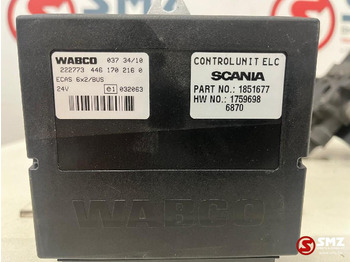 WABCO 037 34/10
222773 446 170 216 0
ECAS 6x2/BUS
24V e1 032063
CONTROLUNIT ELC
SCANIA
PART NO.: 1851677
HW NO.: 1759698
6870
WABCO
SMZ